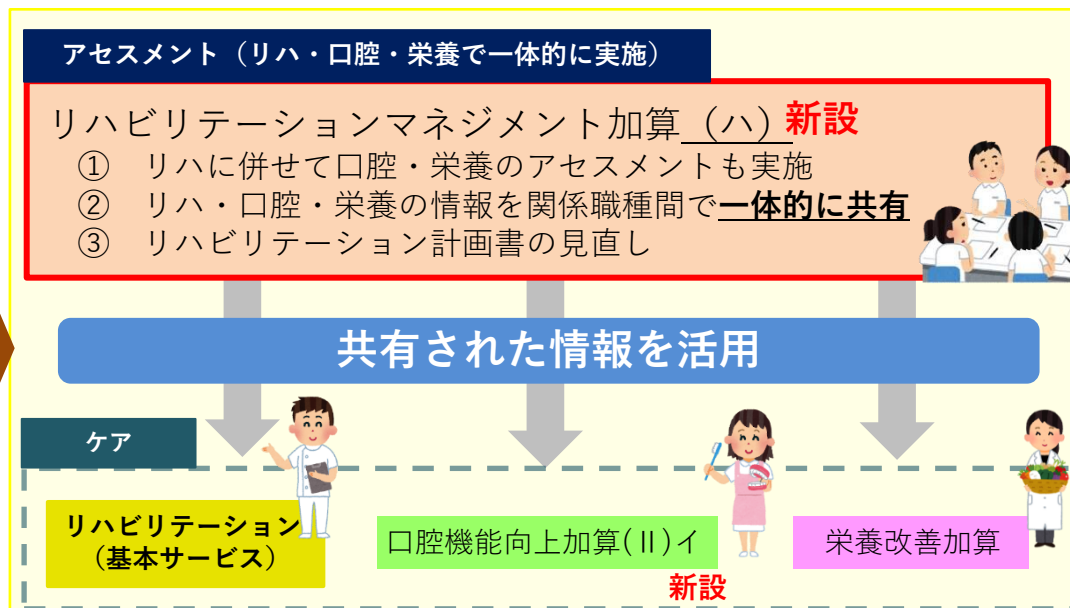 アセスメント（リハ・口腔・栄養で一体的に実施）
リハビリテーションマネジメント加算（ハ）新設
① リハに併せて口腔・栄養のアセスメントも実施
② リハ・口腔・栄養の情報を関係職種間で一体的に共有
③ リハビリテーション計画書の見直し
共有された情報を活用
ケア
リハビリテーション
（基本サービス）
口腔機能向上加算(Ⅱ)イ
新設
栄養改善加算